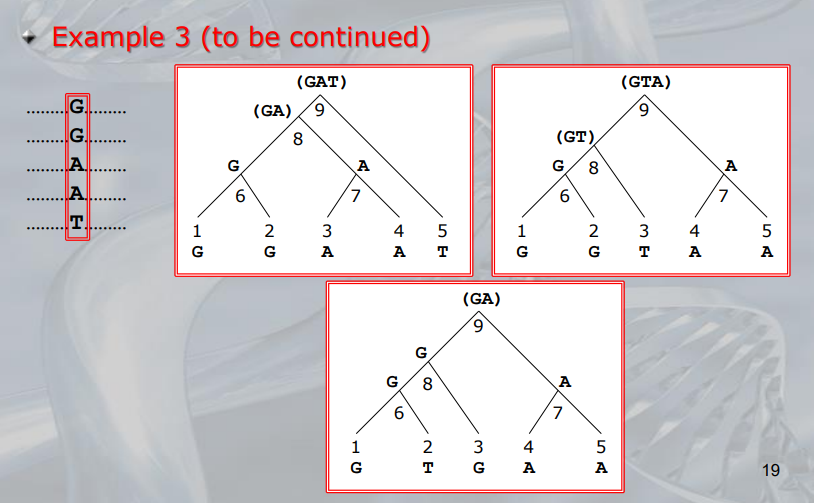 Example 3 (to be continued)
.........G.........
.........G.........
.........A.........
.........A.........
.........T.........
(GAT)
(GA) 9
8
G A
6 7
1 2 3 4 5
G G A A T
(GTA)
9
(GT)
G 8 A
6 7
1 2 3 4 5
G G T A A
(GA)
9
G
G 8 A
6 7
1 2 3 4 5
G T G A A
19